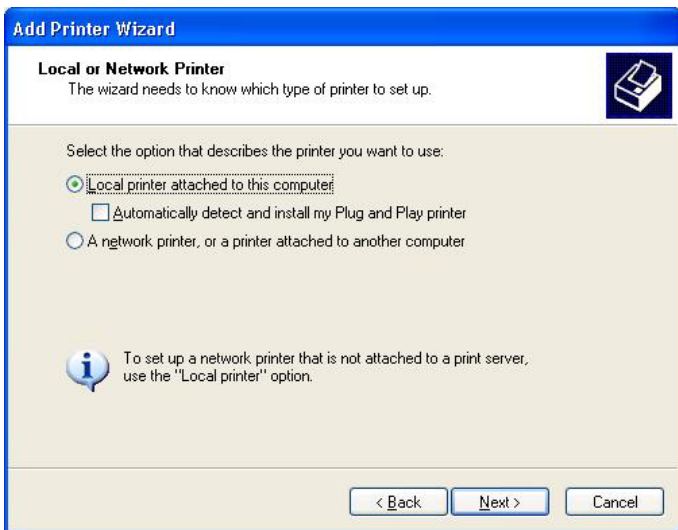 Add Printer Wizard
Local or Network Printer
The wizard needs to know which type of printer to set up.
Select the option that describes the printer you want to use:
Local printer attached to this computer
Automatically detect and install my Plug and Play printer
A network printer, or a printer attached to another computer
To set up a network printer that is not attached to a print server,
use the "Local printer" option.
< Back
Next >
Cancel